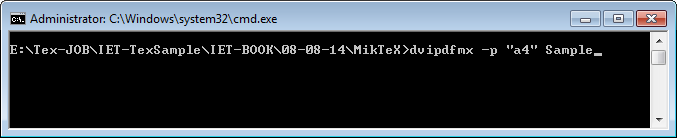 Administrator: C:\Windows\system32\cmd.exe
E:\Tex-JOB\IET-TexSample\IET-BOOK\08-08-14\MikTeX>dvipdfmx -p "a4" Sample_